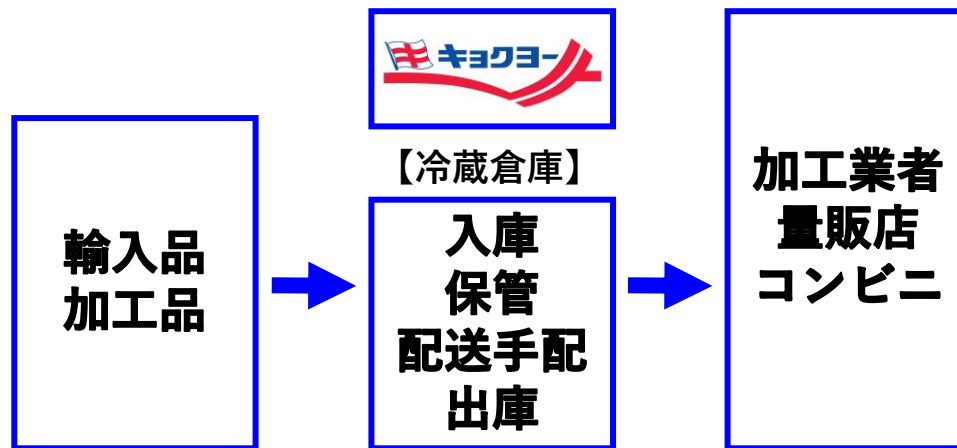 キョクヨー
【冷蔵倉庫】
輸入品
加工品
入庫
保管
配送手配
出庫
加工業者
量販店
コンビニ